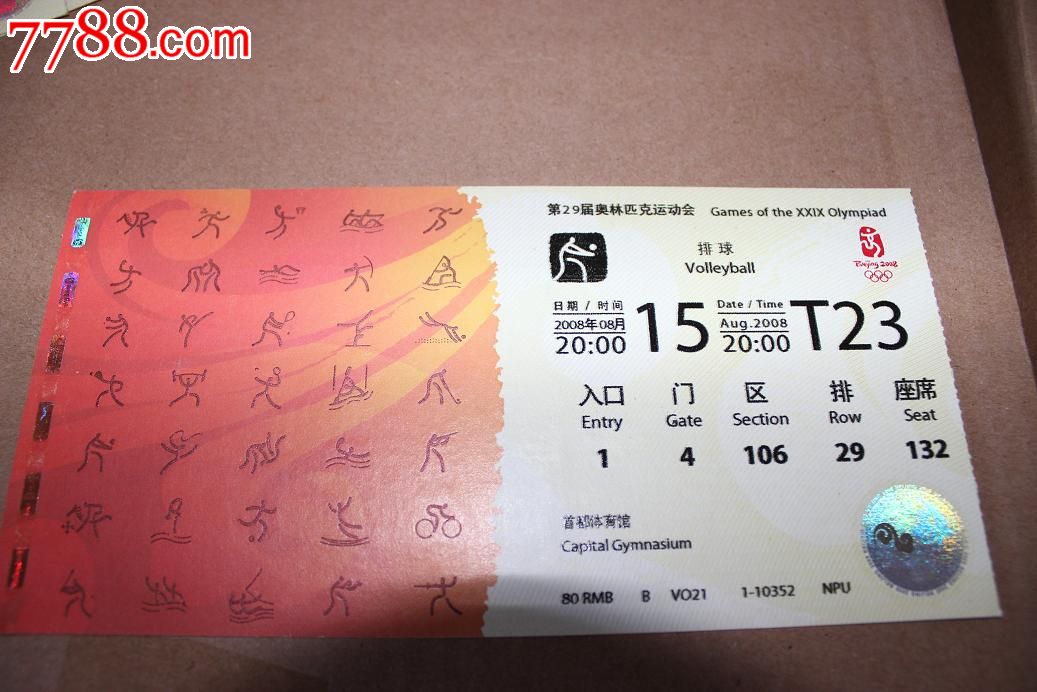 7788.com
第29届奥林匹克运动会 Games of the XXIX Olympiad
排球
Volleyball
Beijing 2008
日期 / 时间
2008年08月
20:00
15
Date / Time
Aug.2008
20:00
T23
入口 门 区 排 座席
Entry Gate Section Row Seat
1 4 106 29 132
首都体育馆
Capital Gymnasium
80 RMB B VO21 1-10352 NPU